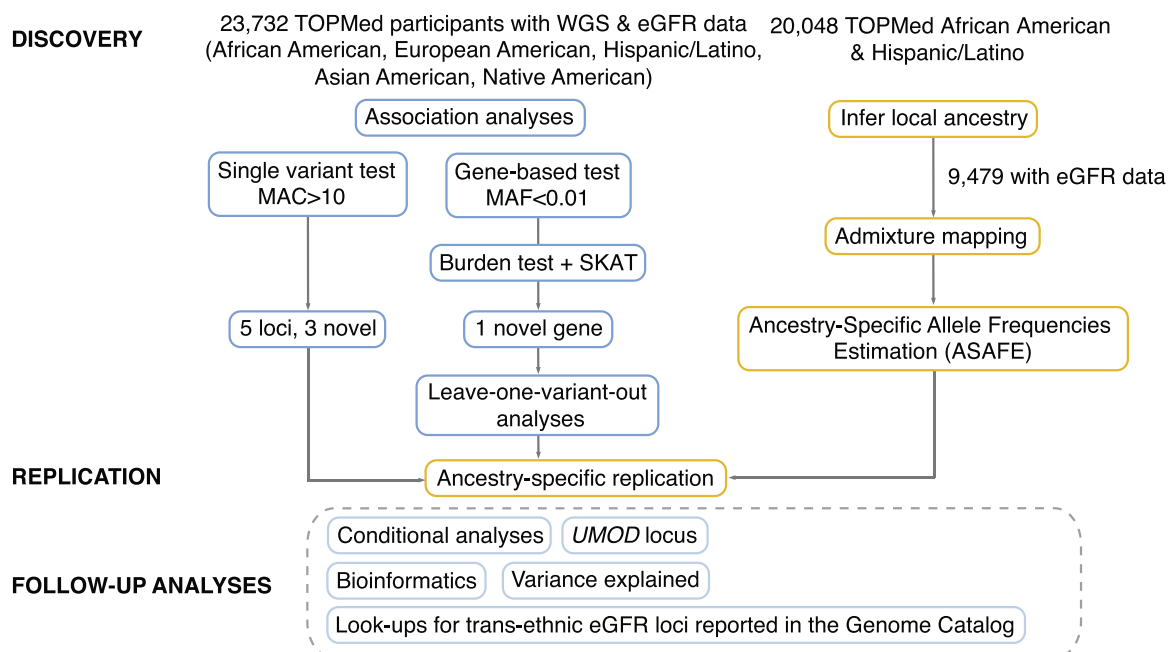 DISCOVERY
23,732 TOPMed participants with WGS & eGFR data
(African American, European American, Hispanic/Latino,
Asian American, Native American)
20,048 TOPMed African American
& Hispanic/Latino
Association analyses
Infer local ancestry
Single variant test
MAC>10
Gene-based test
MAF<0.01
9,479 with eGFR data
Admixture mapping
Burden test + SKAT
5 loci, 3 novel
1 novel gene
Ancestry-Specific Allele Frequencies
Estimation (ASAFE)
Leave-one-variant-out
analyses
REPLICATION
Ancestry-specific replication
FOLLOW-UP ANALYSES
Conditional analyses
UMOD locus
Bioinformatics
Variance explained
Look-ups for trans-ethnic eGFR loci reported in the Genome Catalog